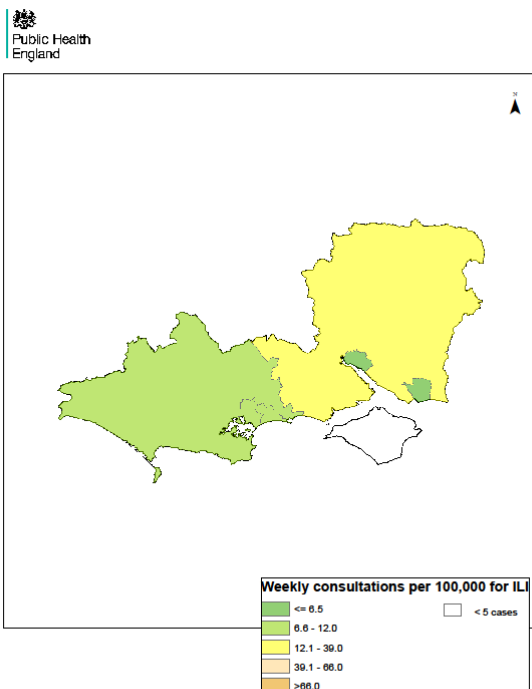 Public Health
England
N
Weekly consultations per 100,000 for ILI
<= 6.5
< 5 cases
6.6 - 12.0
12.1 - 39.0
39.1 - 66.0
>66.0